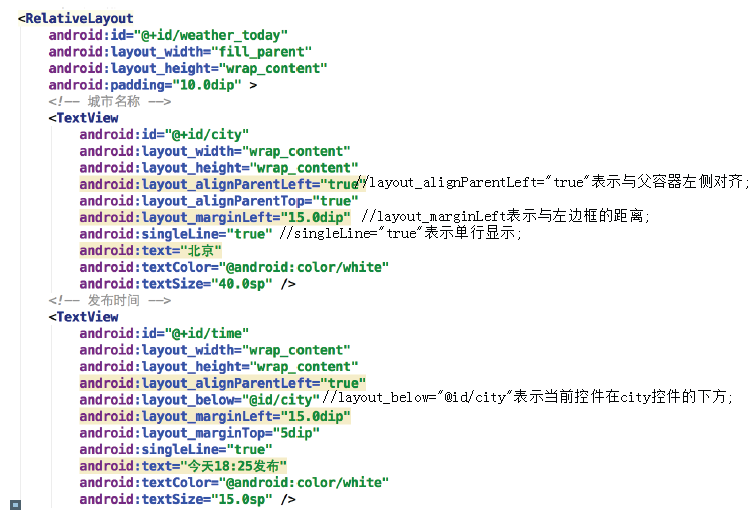 <RelativeLayout
android:id="@+id/weather_today"
android:layout_width="fill_parent"
android:layout_height="wrap_content"
android:padding="10.0dip" >
<!-- 城市名称 -->
<TextView
android:id="@+id/city"
android:layout_width="wrap_content"
android:layout_height="wrap_content"
android:layout_alignParentLeft="true" //layout_alignParentLeft="true"表示与父容器左侧对齐;
android:layout_alignParentTop="true"
android:layout_marginLeft="15.0dip" //layout_marginLeft表示与左边框的距离;
android:singleLine="true" //singleLine="true"表示单行显示;
android:text="北京"
android:textColor="@android:color/white"
android:textSize="40.0sp" />
<!-- 发布时间 -->
<TextView
android:id="@+id/time"
android:layout_width="wrap_content"
android:layout_height="wrap_content"
android:layout_alignParentLeft="true"
android:layout_below="@id/city" //layout_below="@id/city"表示当前控件在city控件的下方;
android:layout_marginLeft="15.0dip"
android:layout_marginTop="5dip"
android:singleLine="true"
android:text="今天18:25发布"
android:textColor="@android:color/white"
android:textSize="15.0sp" />